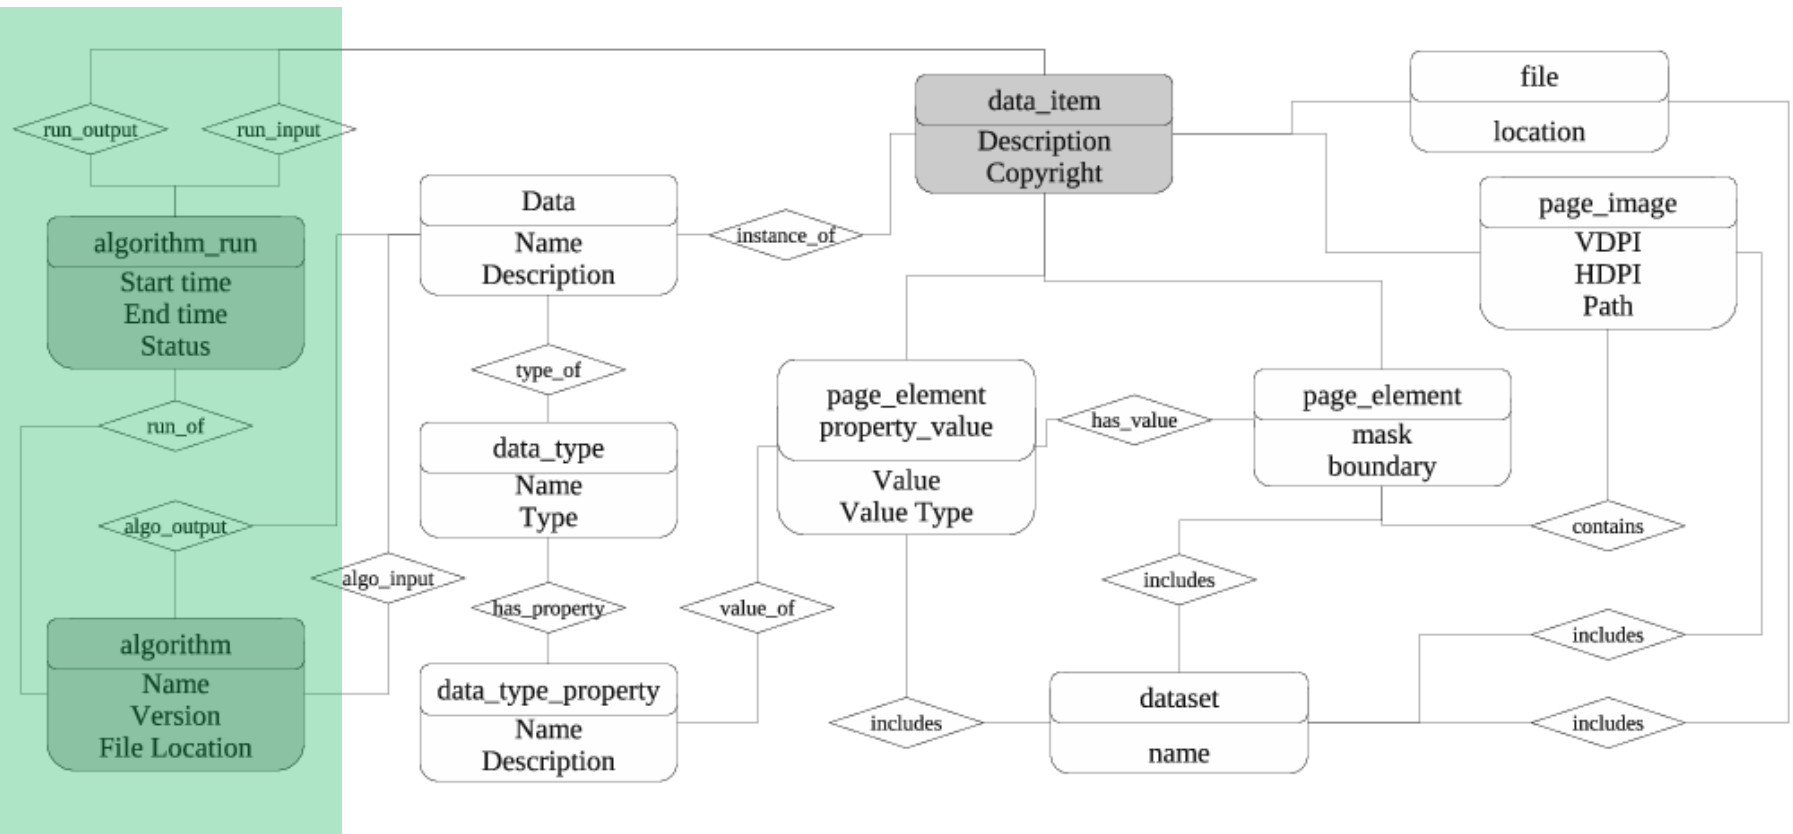 run_output
run_input
algorithm_run
Start time
End time
Status
run_of
algo_output
algorithm
Name
Version
File Location
algo_input
Data
Name
Description
type_of
data_type
Name
Type
has_property
data_type_property
Name
Description
instance_of
value_of
data_item
Description
Copyright
page_element
property_value
Value
Value Type
has_value
page_element
mask
boundary
includes
includes
dataset
name
file
location
page_image
VDPI
HDPI
Path
contains
includes
includes